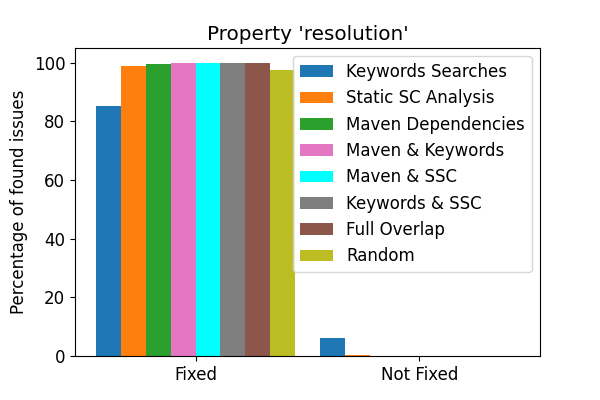 Property 'resolution'
Percentage of found issues
100
80
60
40
20
0
Keywords Searches
Static SC Analysis
Maven Dependencies
Maven & Keywords
Maven & SSC
Keywords & SSC
Full Overlap
Random
Fixed
Not Fixed